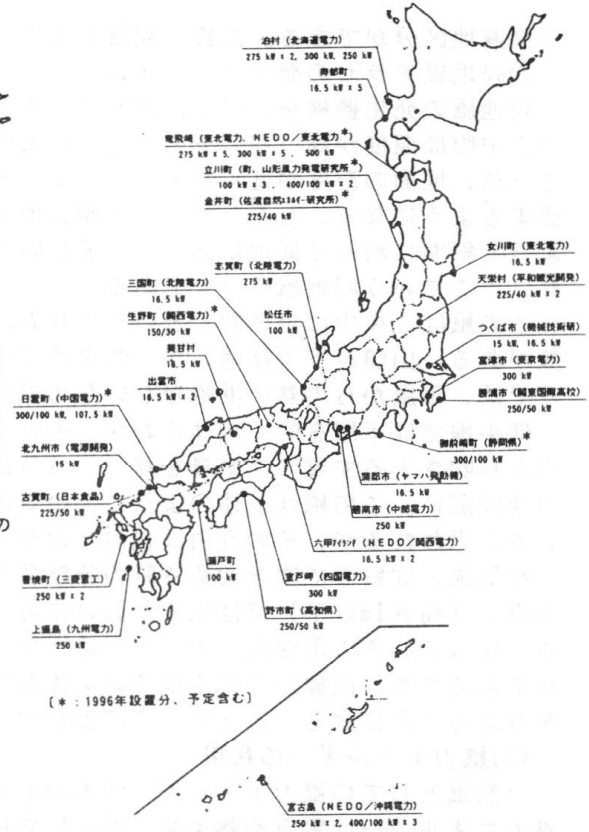 泊村 (北海道電力)
275 kW x 2, 300 kW, 250 kW
寿都町
16.5 kW x 5
竜飛崎 (東北電力、NEDO/東北電力*)
275 kW x 5, 300 kW x 5 , 500 kW
立川町 (町、山形風力発電研究所*)
100 kW x 3 , 400/100 kW x 2
金井町 (佐渡自然エネルギー研究所*)
225/40 kW
女川町 (東北電力)
16.5 kW
志賀町 (北陸電力)
275 kW
天栄村 (平和観光開発)
225/40 kW x 2
三国町 (北陸電力)
16.5 kW
松任市
100 kW
つくば市 (機械技術研)
15 kW, 16.5 kW
生野町 (関西電力)*
150/30 kW
富津市 (東京電力)
300 kW
16.5 kW
勝浦市 (関東国際高校)
250/50 kW
出雲市
16.5 kW x 2
日置町 (中国電力)*
300/100 kW, 107.5 kW
御前崎町 (静岡県)*
300/100 kW
北九州市 (電源開発)
15 kW
蒲郡市 (ヤマハ発動機)
16.5 kW
古賀町 (日本食品)
225/50 kW
碧南市 (中部電力)
250 kW
の
六甲アイランド (NEDO/関西電力)
16.5 kW x 2
瀬戸町
100 kW
室戸岬 (四国電力)
300 kW
香焼町 (三菱重工)
250 kW x 2
野市町 (高知県)
250/50 kW
上甑島 (九州電力)
250 kW
[*:1996年設置分、予定含む]
宮古島 (NEDO/沖縄電力)
250 kW x 2, 400/100 kW x 3